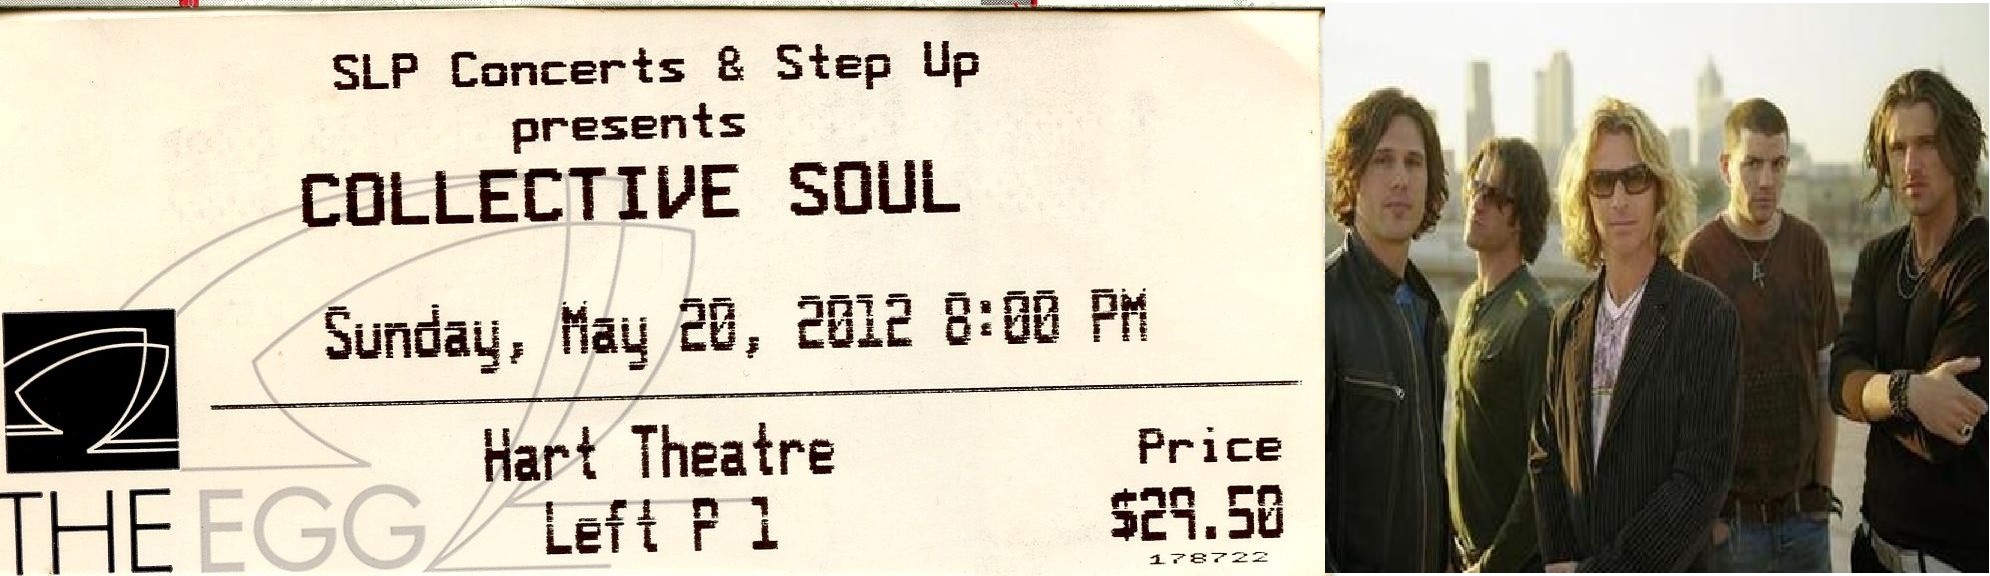 SLP Concerts & Step Up
presents
COLLECTIVE SOUL
Sunday, May 20, 2012 8:00 PM
Hart Theatre
Left P 1
Price
$29.50
178722
THE EGG